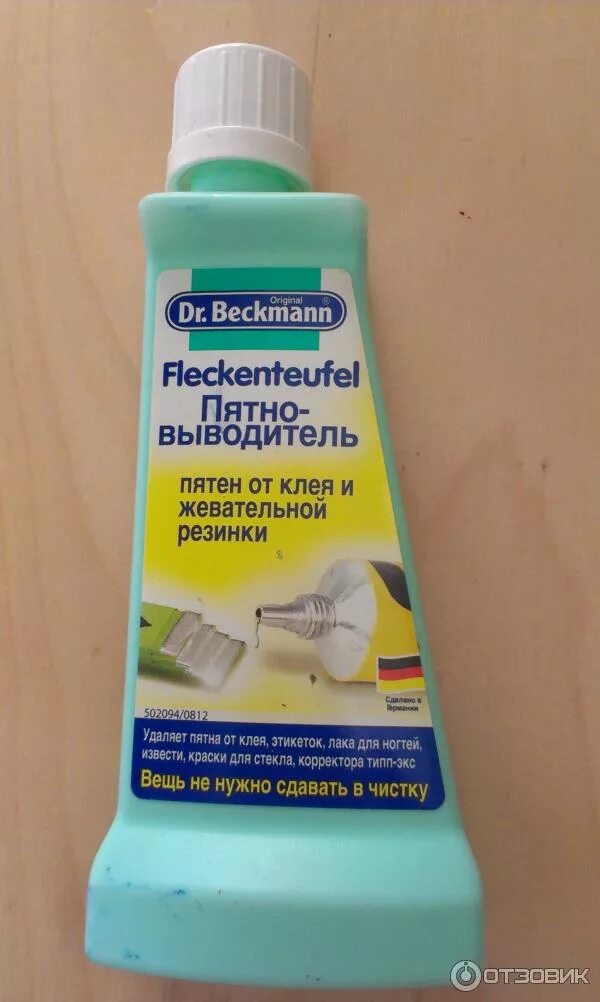 Original ®
Dr. Beckmann
Fleckenteufel
Пятно-
выводитель
пятен от клея и
жевательной
резинки
Сделано в
Германии
502094/0812
Удаляет пятна от клея, этикеток, лака для ногтей,
извести, краски для стекла, корректора типп-экс
Вещь не нужно сдавать в чистку
ОТЗОВИК